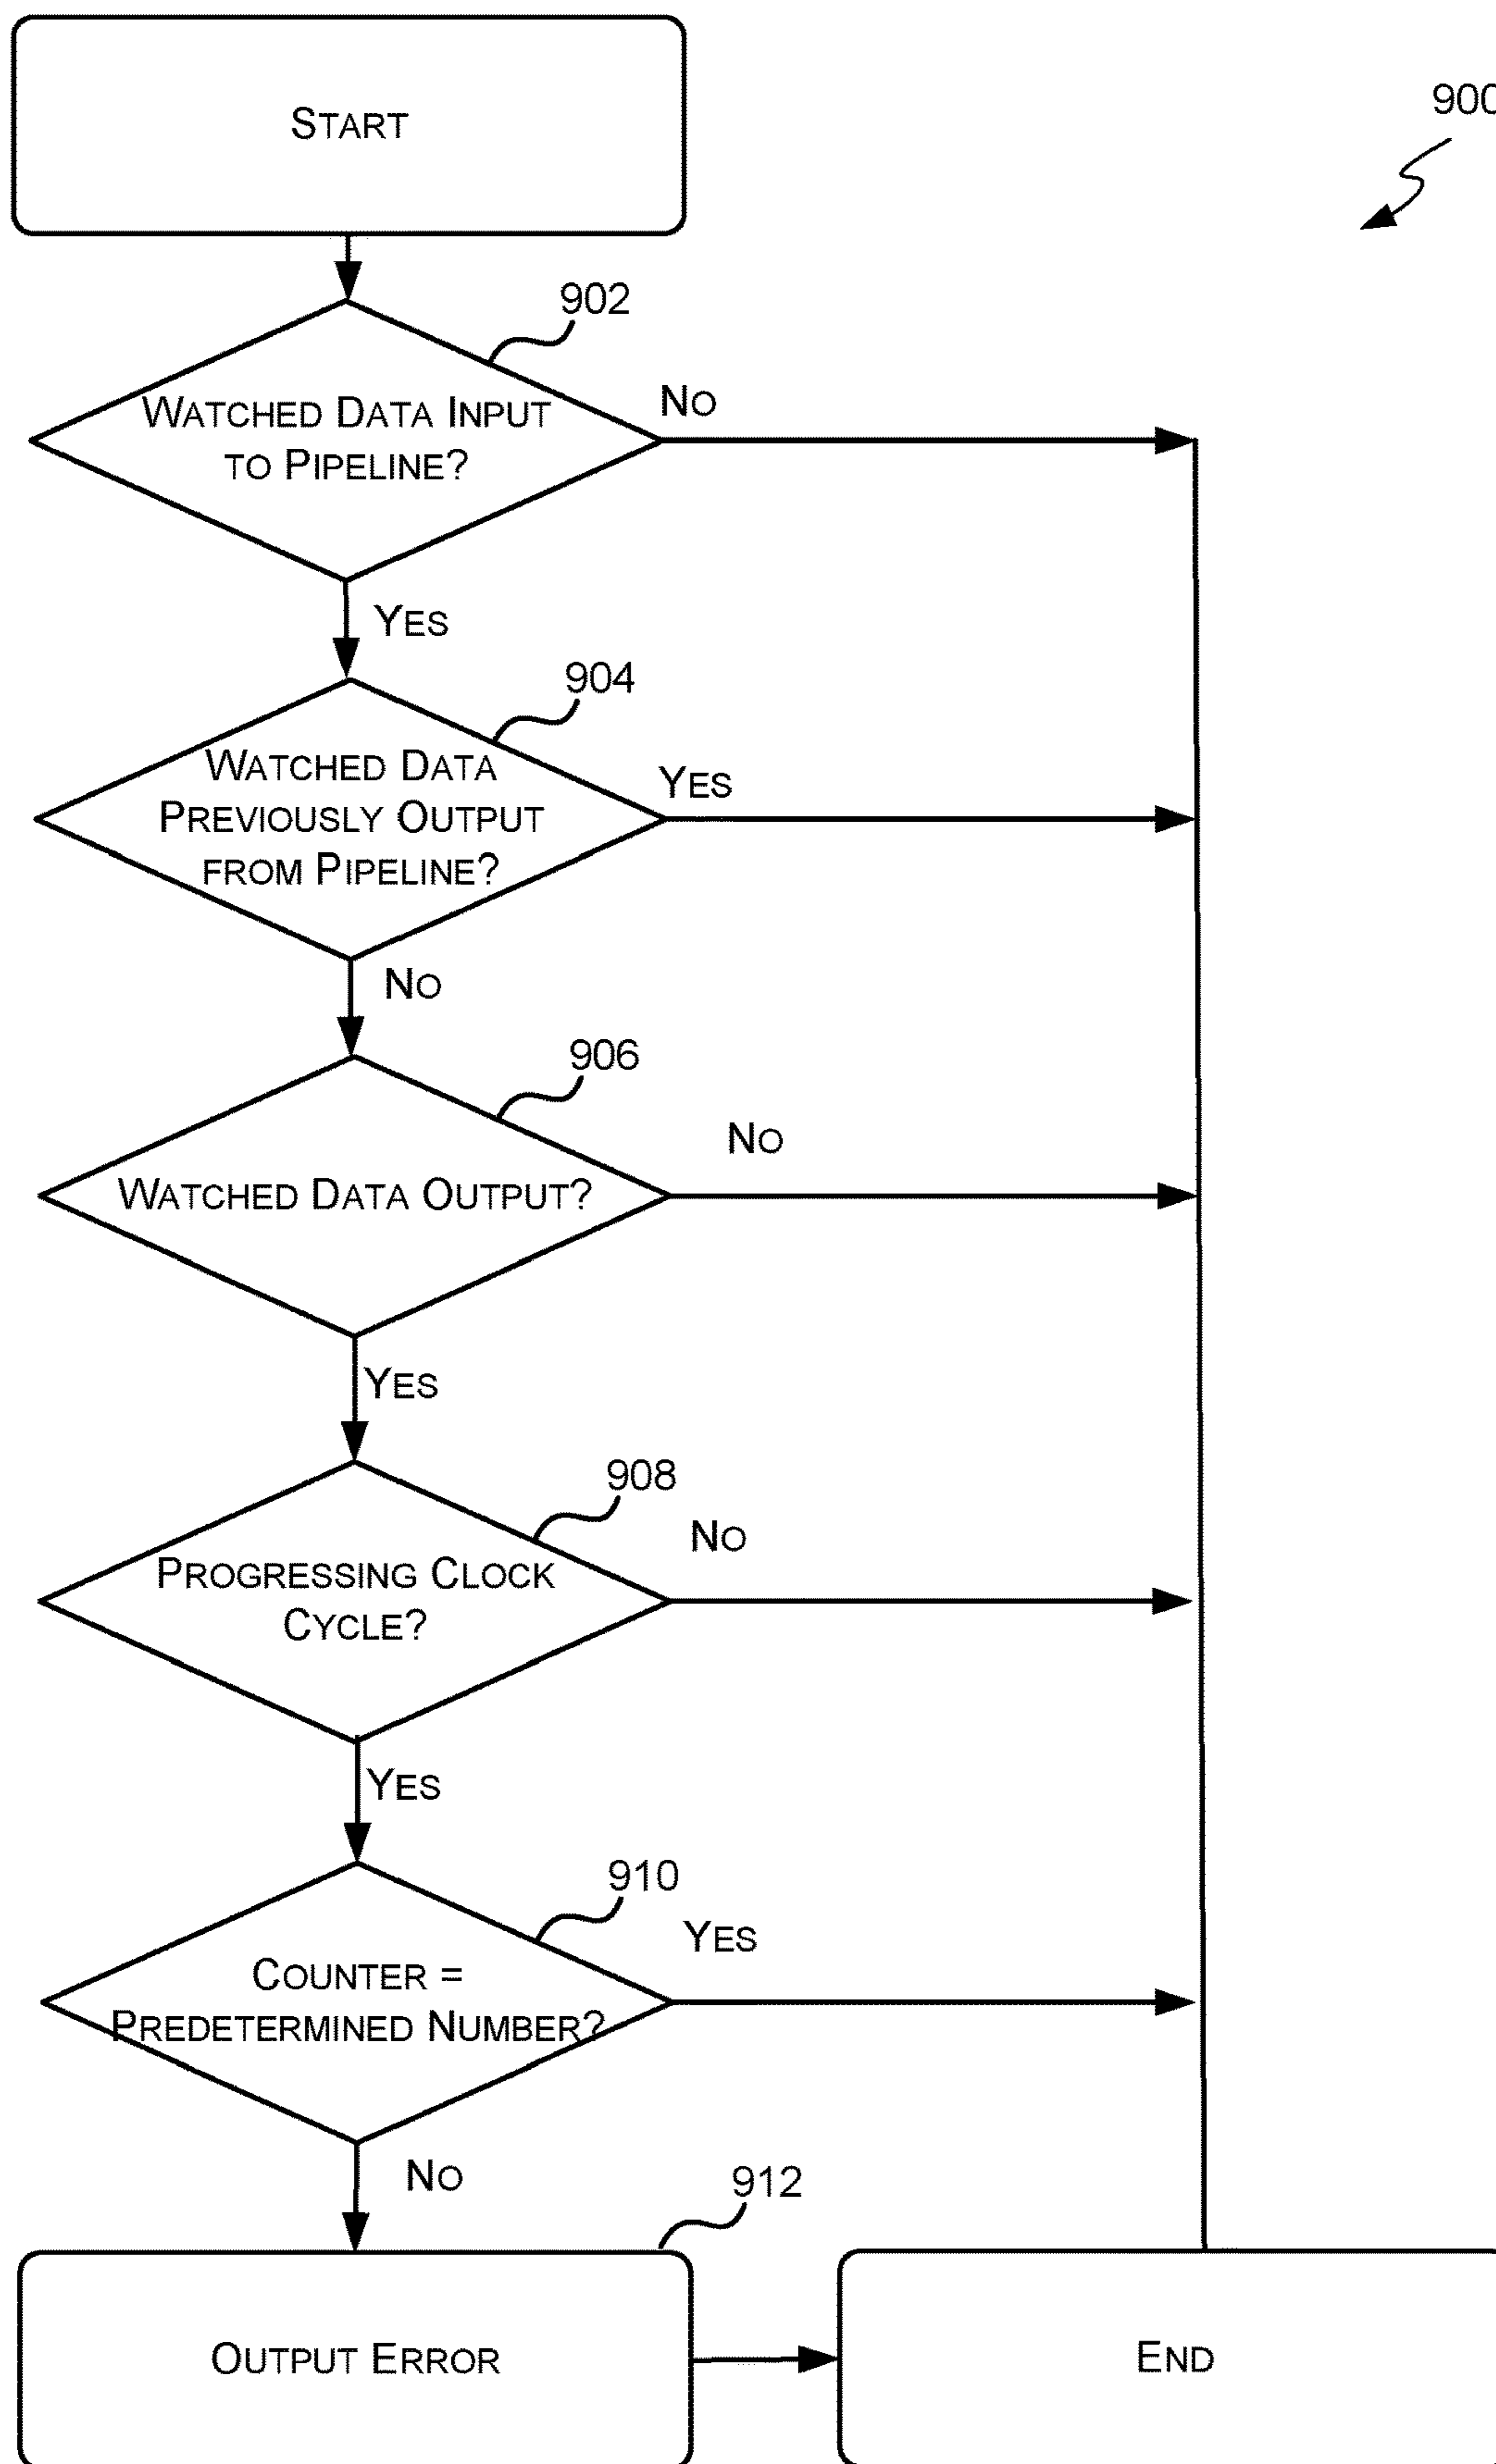 START
900
902
WATCHED DATA INPUT
TO PIPELINE?
NO
YES
904
WATCHED DATA
PREVIOUSLY OUTPUT
FROM PIPELINE?
YES
NO
906
WATCHED DATA OUTPUT?
NO
YES
908
PROGRESSING CLOCK
CYCLE?
NO
YES
910
COUNTER =
PREDETERMINED NUMBER?
YES
NO
912
OUTPUT ERROR
END